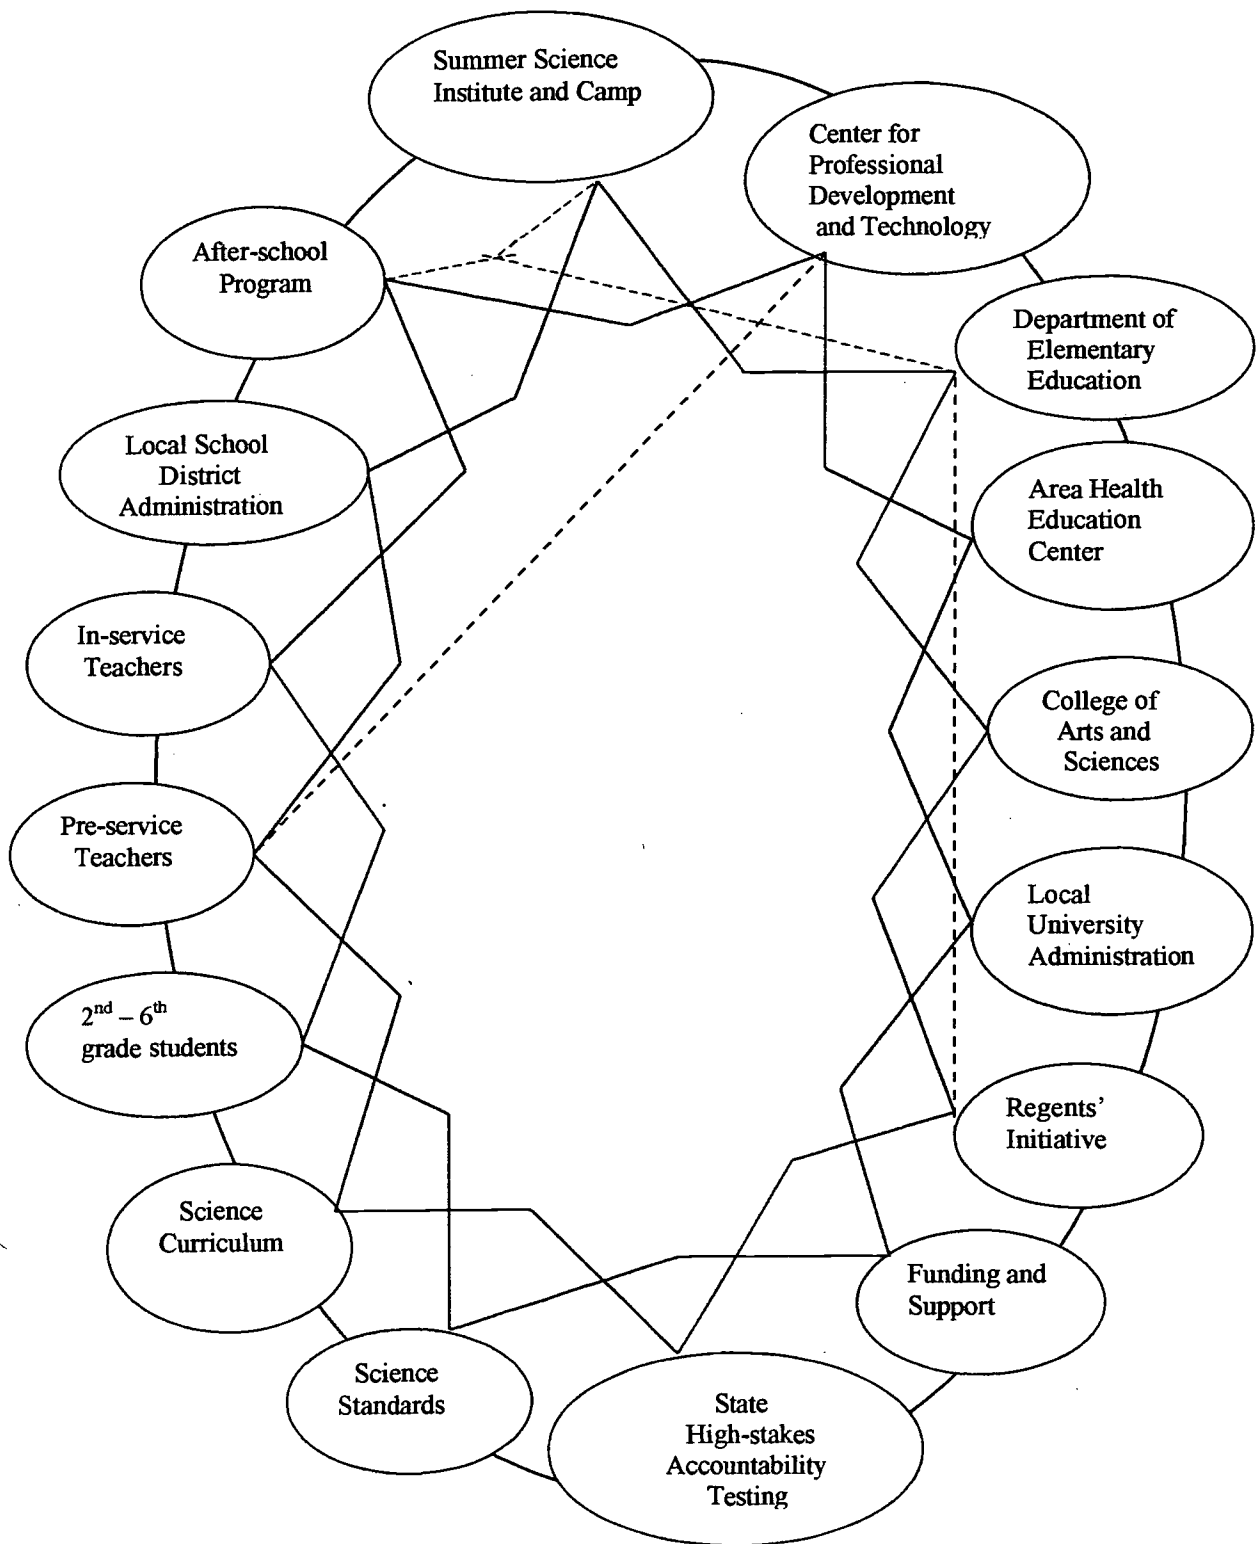 Summer Science
Institute and Camp
Center for
Professional
Development
and Technology
After-school
Program
Department of
Elementary
Education
Local School
District
Administration
Area Health
Education
Center
In-service
Teachers
College of
Arts and
Sciences
Pre-service
Teachers
Local
University
Administration
2nd – 6th
grade students
Regents’
Initiative
Science
Curriculum
Funding and
Support
Science
Standards
State
High-stakes
Accountability
Testing